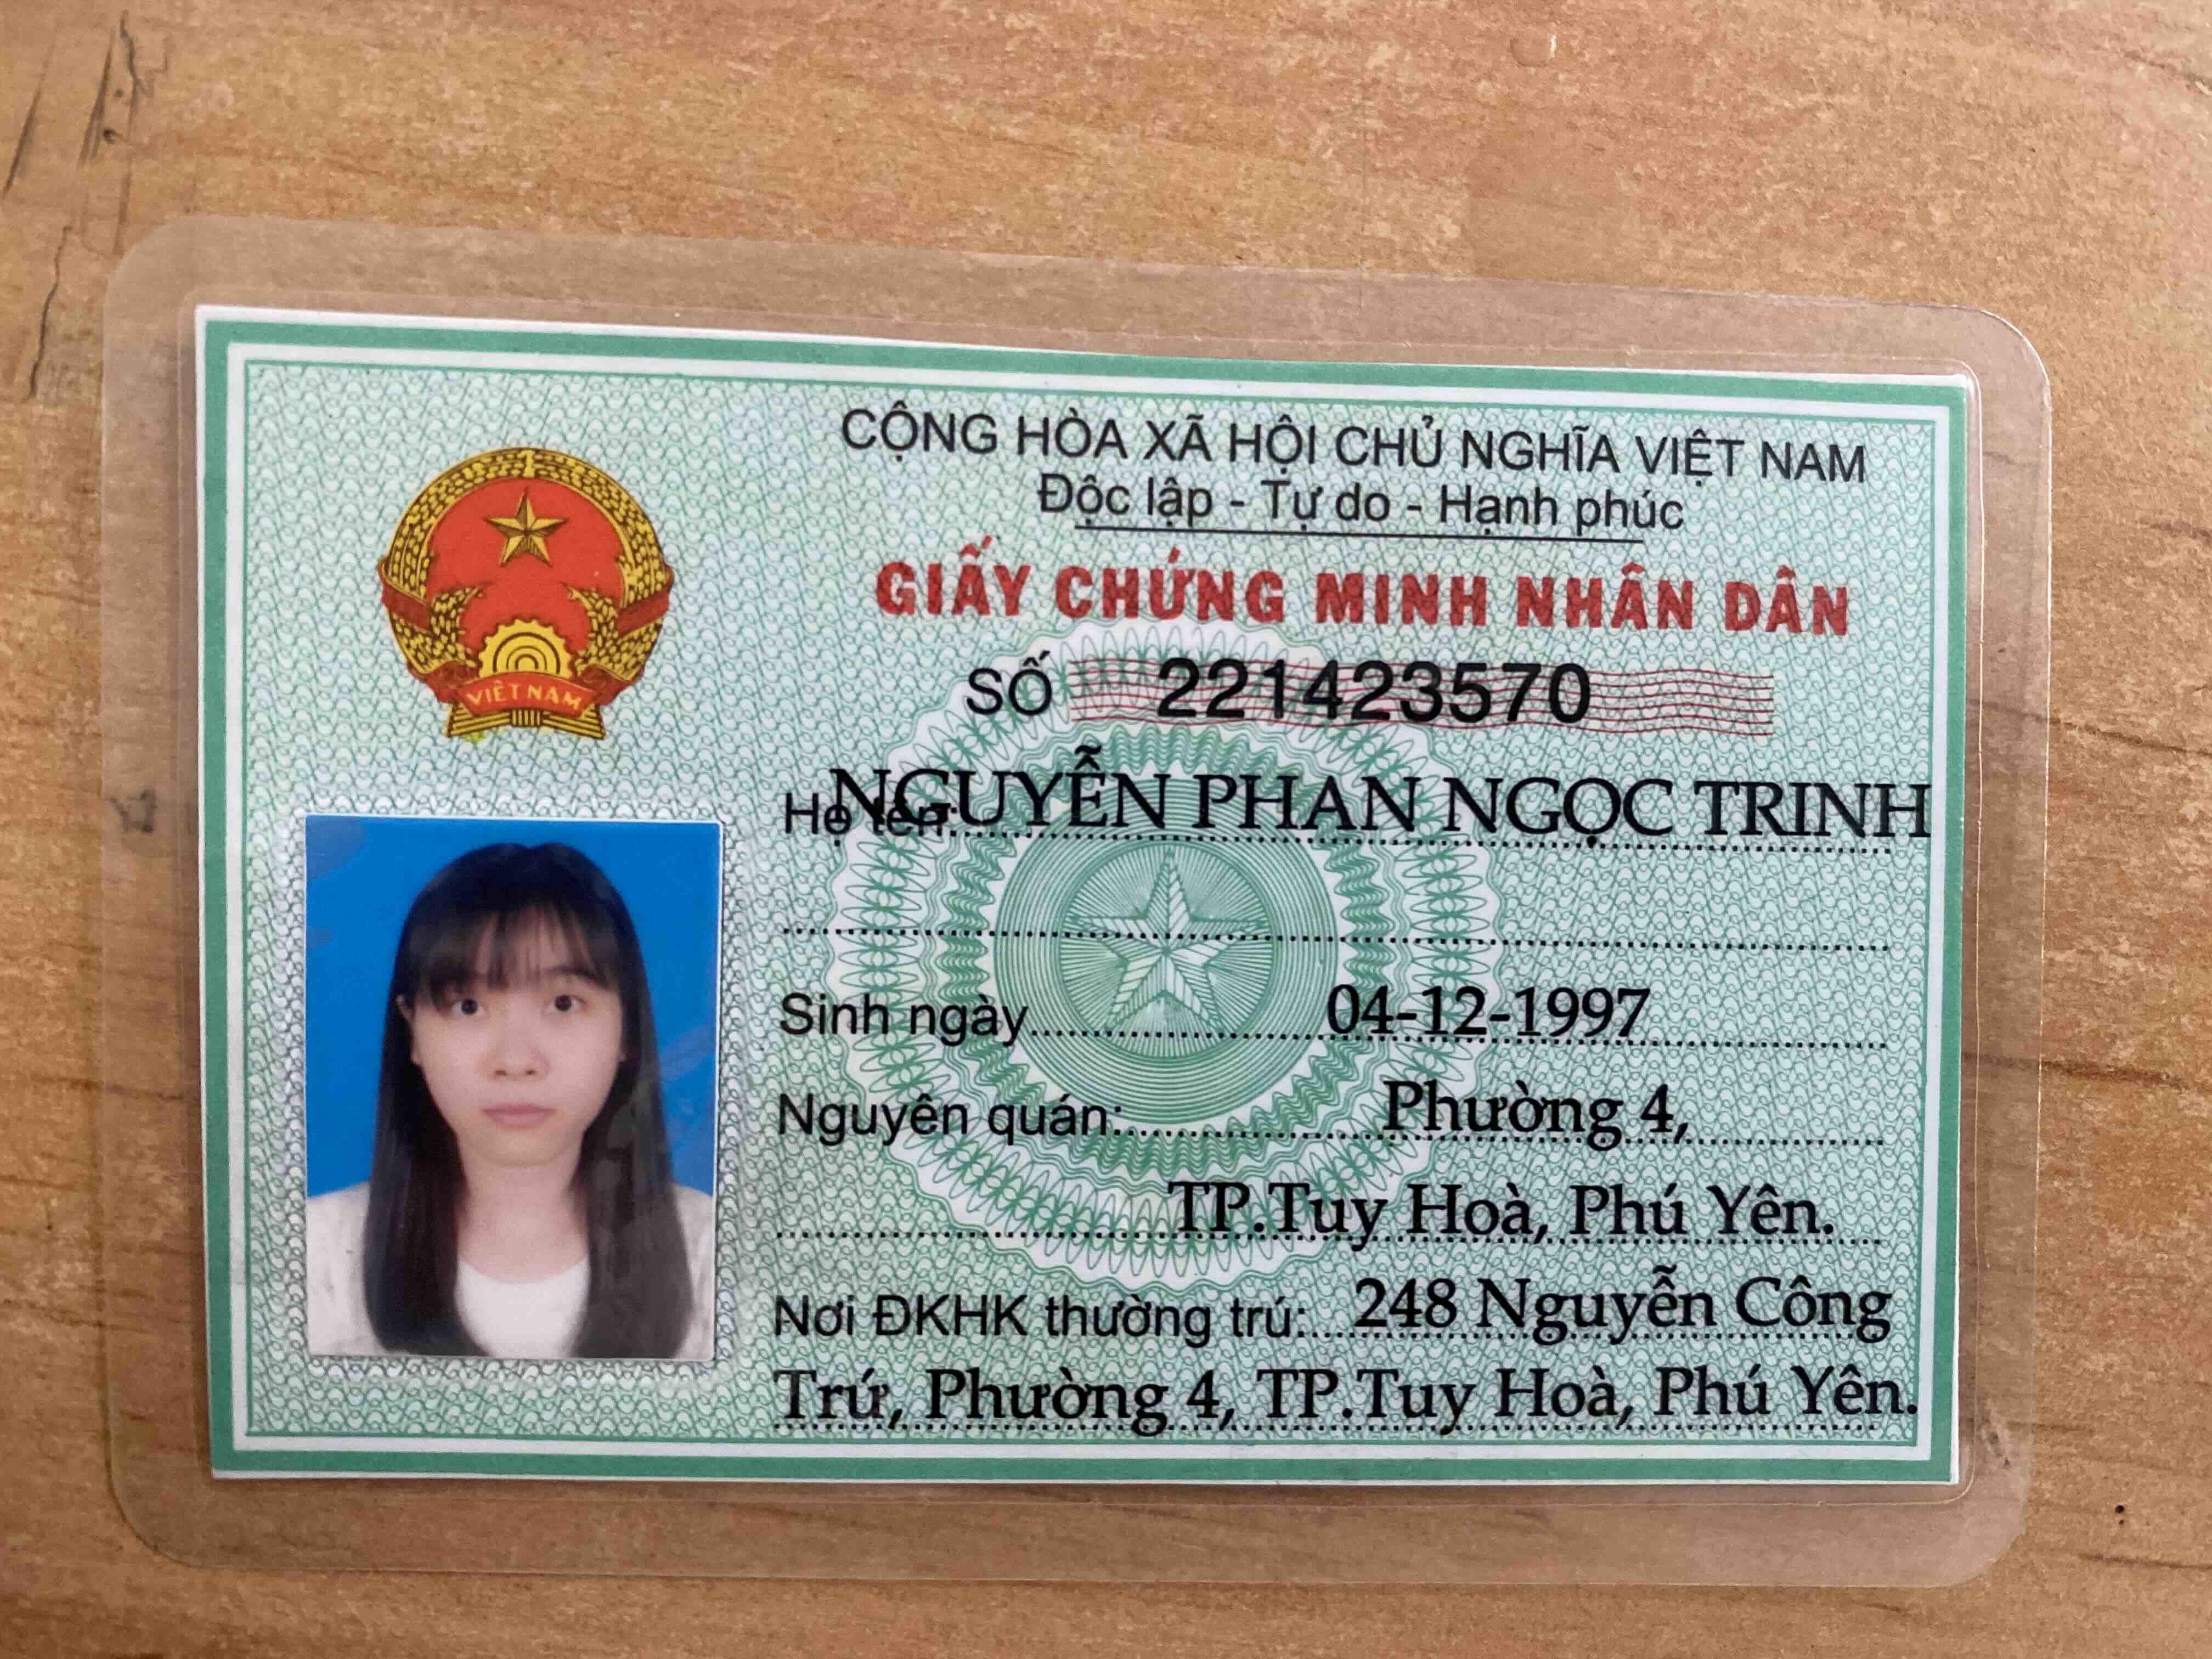 CỘNG HÒA XÃ HỘI CHỦ NGHĨA VIỆT NAM
Độc lập - Tự do - Hạnh phúc
GIẤY CHỨNG MINH NHÂN DÂN
SỐ 221423570
VIỆT NAM
Họ tên: NGUYỄN PHAN NGỌC TRINH
Sinh ngày 04-12-1997
Nguyên quán: Phường 4,
TP.Tuy Hoà, Phú Yên.
Nơi ĐKHK thường trú: 248 Nguyễn Công
Trứ, Phường 4, TP.Tuy Hoà, Phú Yên.